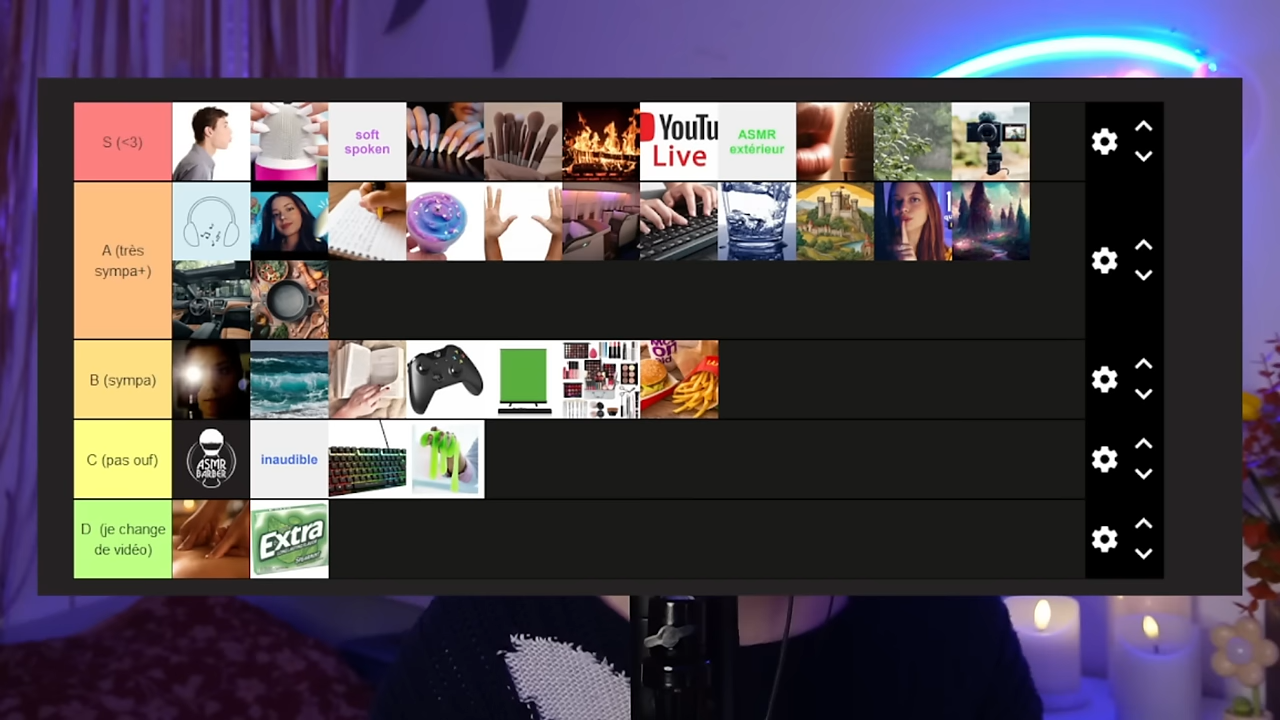 S (<3)
soft
spoken
YouTu
Live
ASMR
extérieur
A (très
sympa+)
B (sympa)
C (pas ouf)
ASMR
BARBER
inaudible
D (je change
de vidéo)
Extra
SPEARMINT